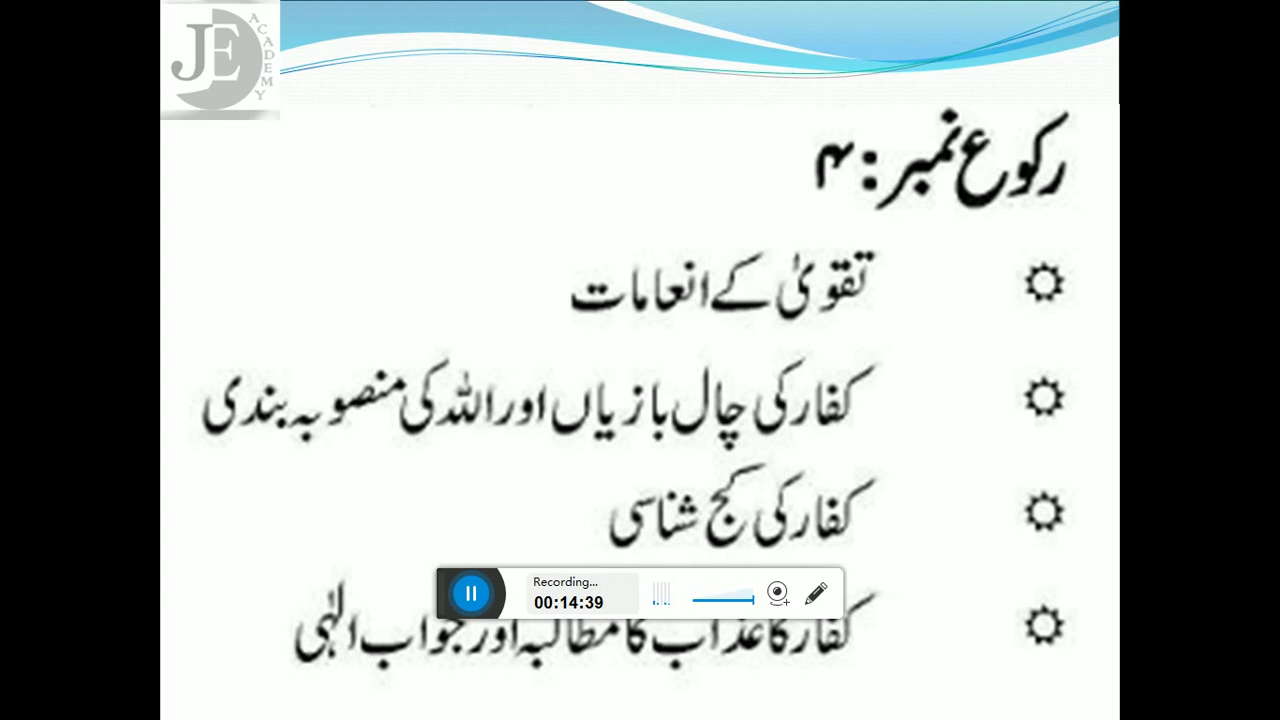 JE
ACADEMY
رکوع نمبر: ۴
تقویٰ کے انعامات
کفار کی چال بازیاں اور اللہ کی منصوبہ بندی
کفار کی کج شناسی
Recording...
00:14:39
کفار کا عذاب کا مطالبہ اور جواب الٰہی